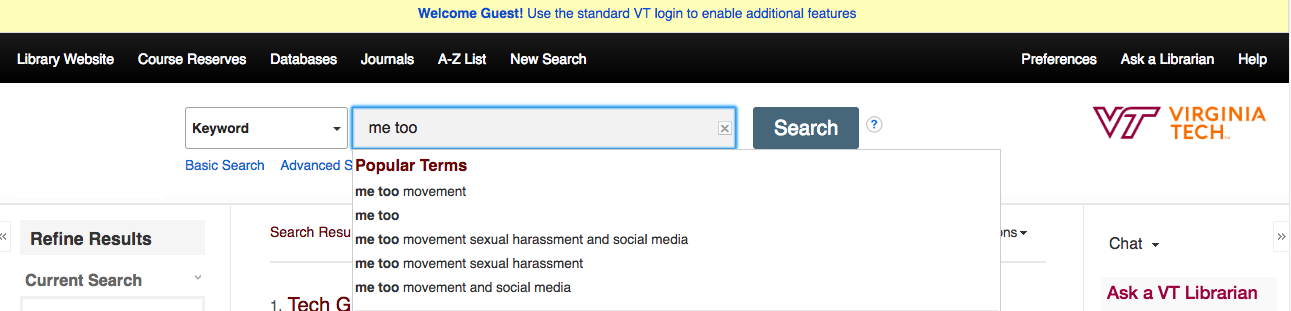 Welcome Guest! Use the standard VT login to enable additional features
Library Website Course Reserves Databases Journals A-Z List New Search Preferences Ask a Librarian Help
Keyword me too Search ?
VT VIRGINIA TECH
Basic Search Advanced S
Popular Terms
me too movement
me too
me too movement sexual harassment and social media
me too movement sexual harassment
me too movement and social media
« Refine Results
Search Resu
ons
Chat »
Current Search
1. Tech G
Ask a VT Librarian